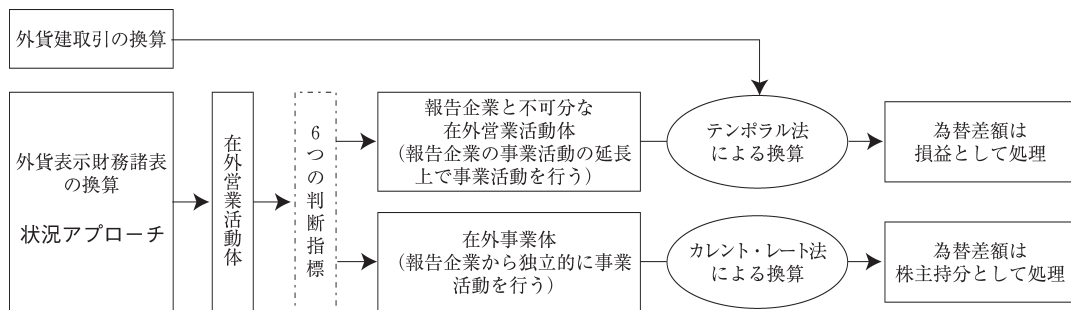 外貨建取引の換算
外貨表示財務諸表
の換算
状況アプローチ
在外営業活動体
6つの判断指標
報告企業と不可分な
在外営業活動体
（報告企業の事業活動の延長
上で事業活動を行う）
テンポラル法
による換算
為替差額は
損益として処理
在外事業体
（報告企業から独立的に事業
活動を行う）
カレント・レート法
による換算
為替差額は
株主持分として処理